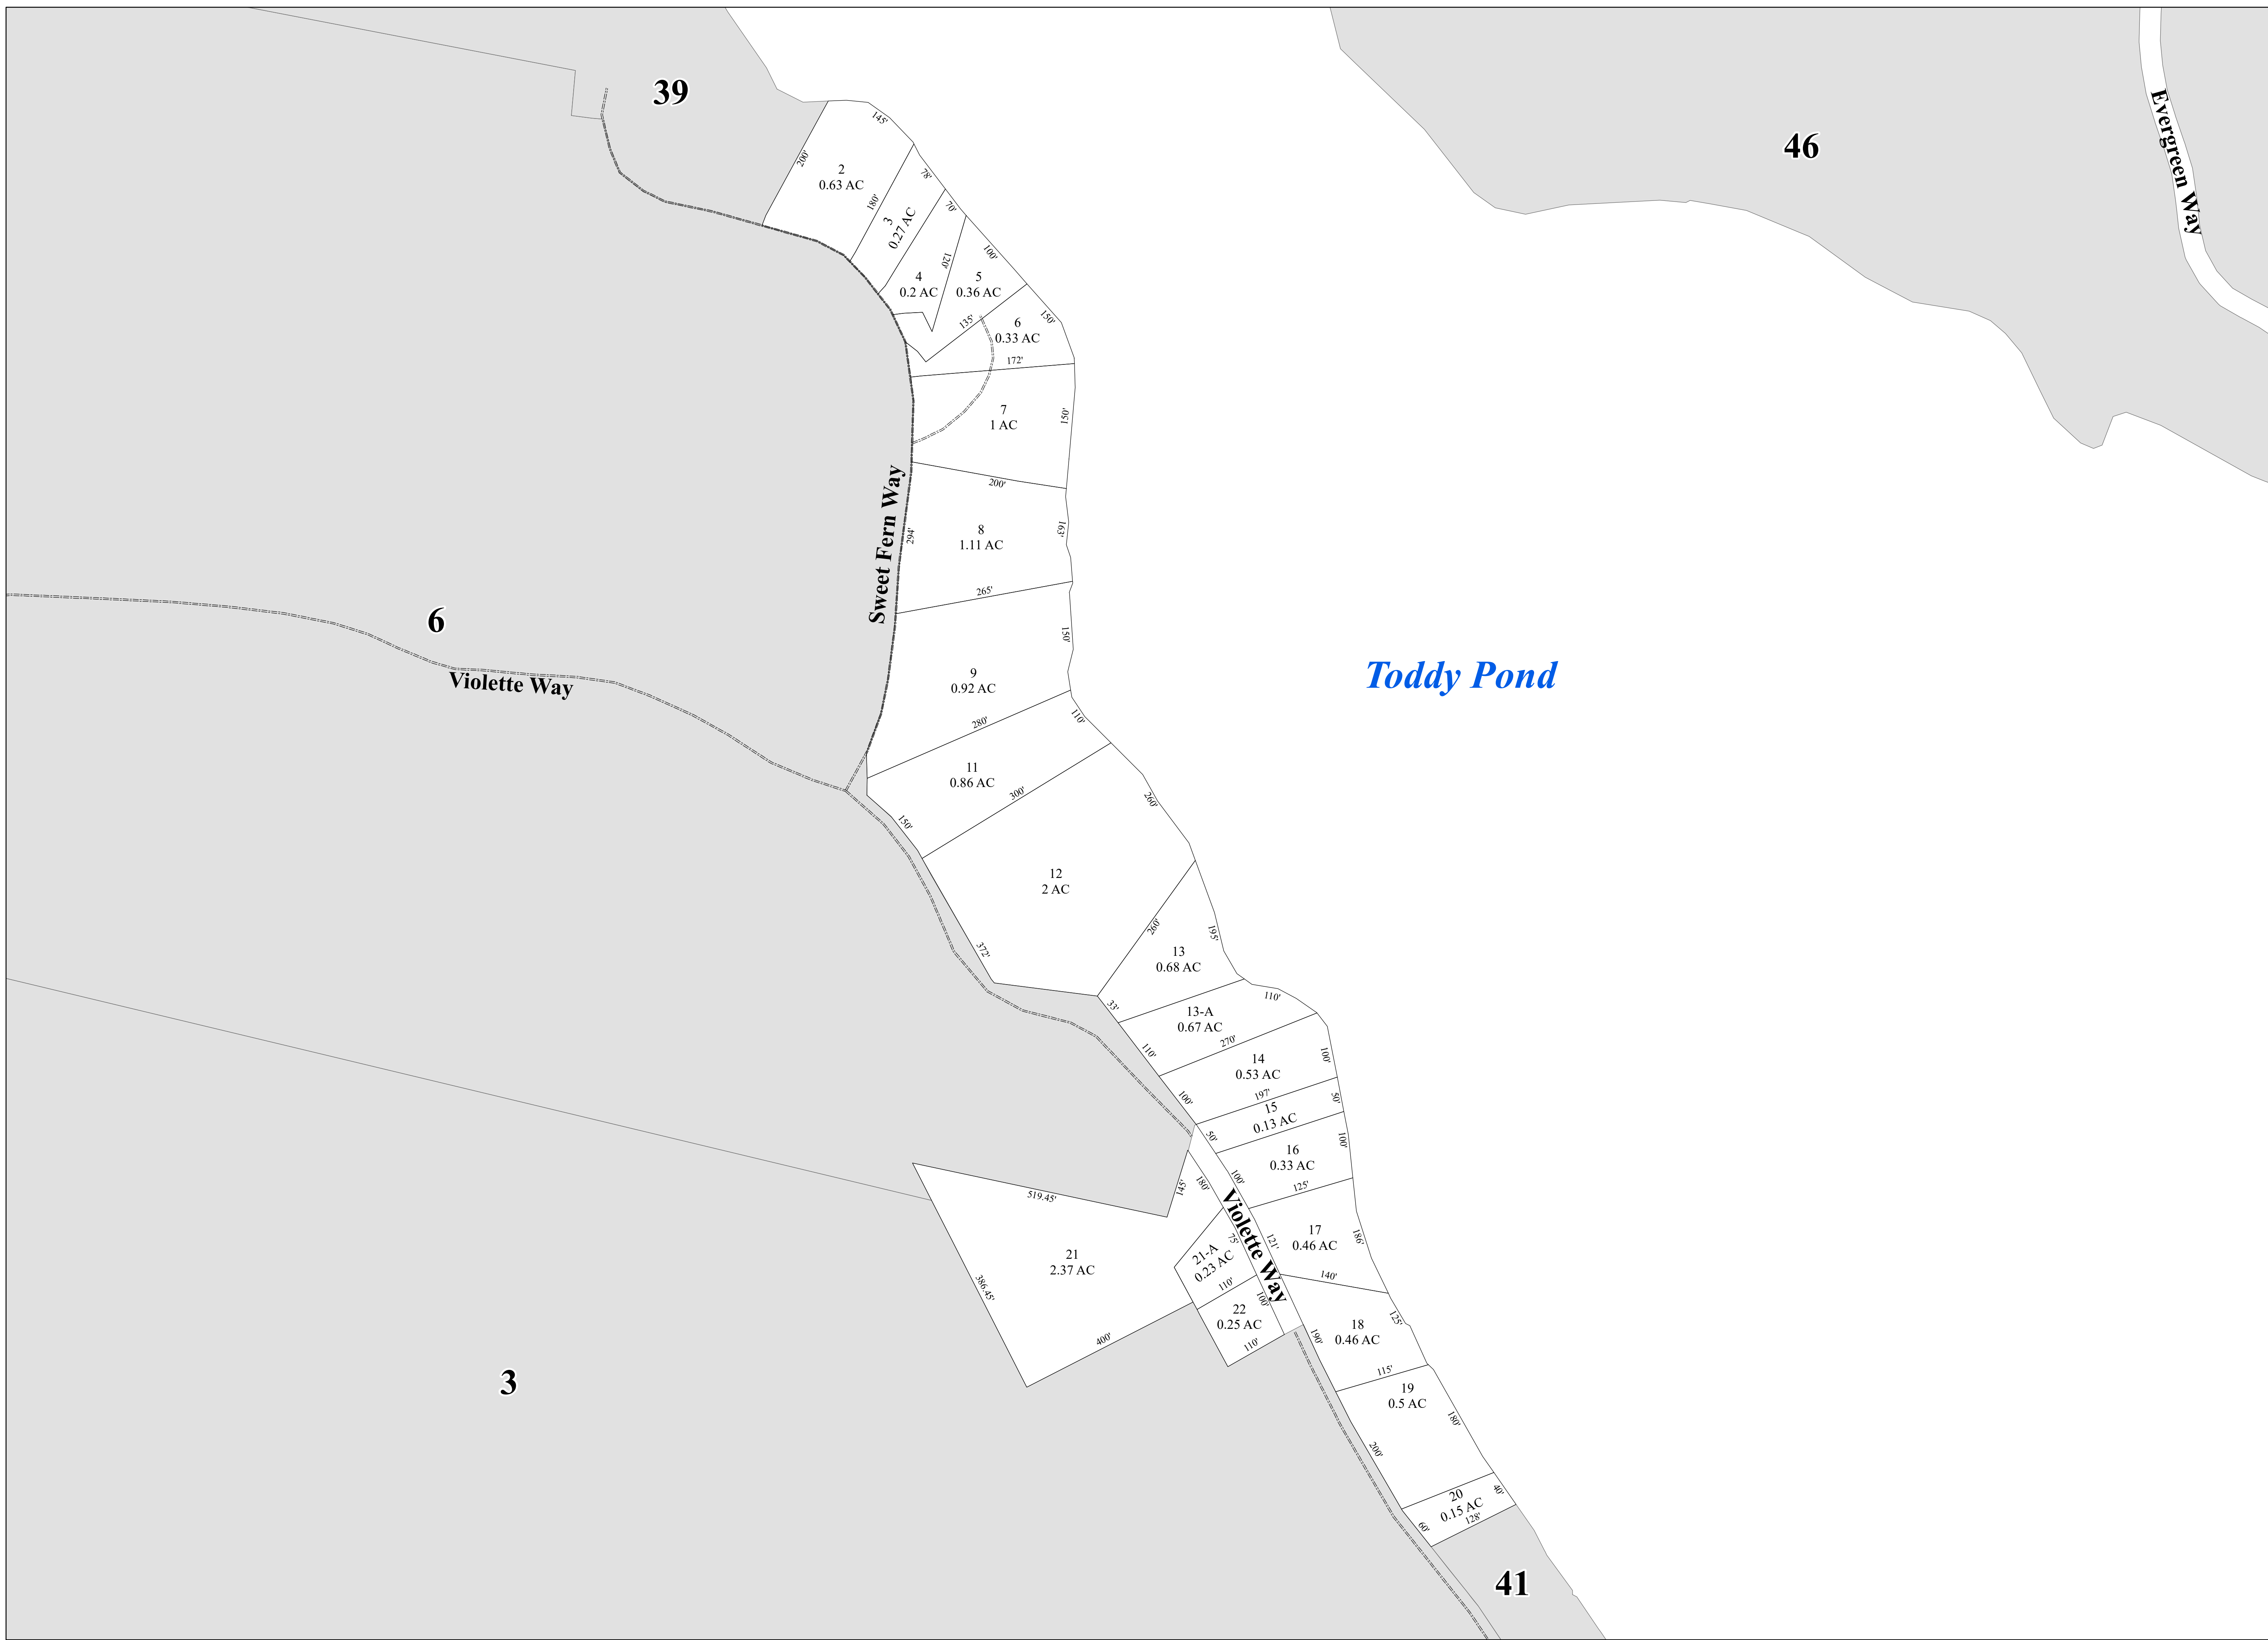 39
46
Evergreen Way
145'
200'
2
0.63 AC
180'
78'
3
0.27 AC
70'
120'
4
0.2 AC
100'
5
0.36 AC
135'
150'
6
0.33 AC
172'
7
1 AC
150'
200'
Sweet Fern Way
294'
8
1.11 AC
163'
265'
6
Violette Way
150'
9
0.92 AC
Toddy Pond
280'
110'
11
0.86 AC
300'
150'
260'
12
2 AC
372'
260'
195'
13
0.68 AC
33'
110'
13-A
0.67 AC
270'
110'
14
0.53 AC
100'
100'
197'
50'
15
0.13 AC
50'
100'
16
0.33 AC
100'
125'
180'
145'
519.45'
Violette Way
17
0.46 AC
121'
186'
75'
21-A
0.23 AC
21
2.37 AC
140'
110'
386.45'
100'
22
0.25 AC
125'
18
0.46 AC
190'
400'
110'
115'
19
0.5 AC
3
180'
200'
20
0.15 AC
40'
128'
60'
41